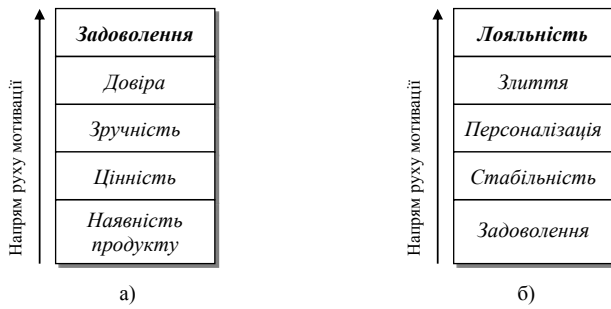 Напрям руху мотивації
Задоволення
Довіра
Зручність
Цінність
Наявність
продукту
а)
Напрям руху мотивації
Лояльність
Злиття
Персоналізація
Стабільність
Задоволення
б)